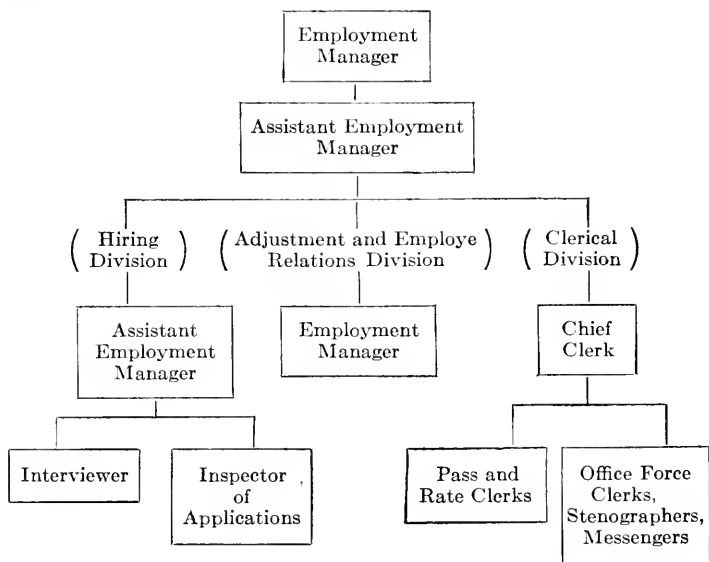 Employment
Manager
Assistant Employment
Manager
( Hiring
Division )
( Adjustment and Employe
Relations Division )
( Clerical
Division )
Assistant
Employment
Manager
Employment
Manager
Chief
Clerk
Interviewer
Inspector
of
Applications
Pass and
Rate Clerks
Office Force
Clerks,
Stenographers,
Messengers